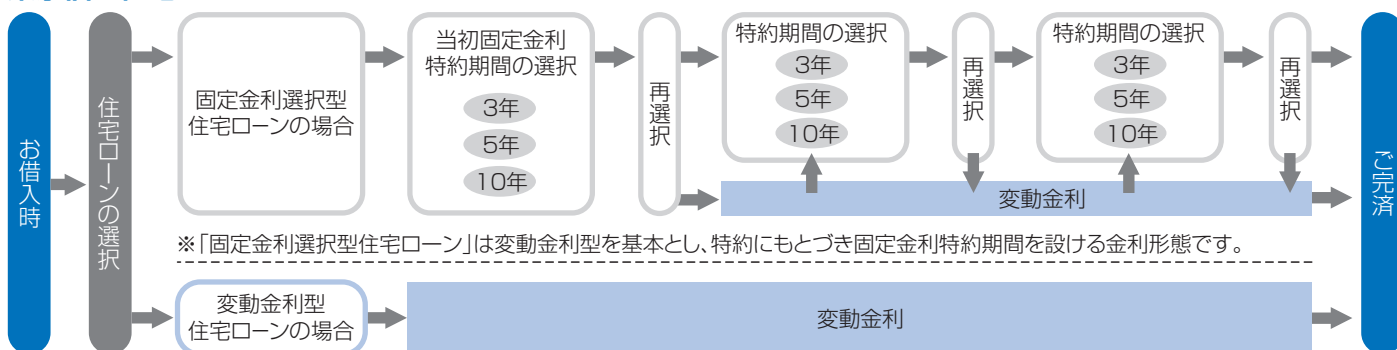 お借入時
住宅ローンの選択
固定金利選択型
住宅ローンの場合
当初固定金利
特約期間の選択
3年
5年
10年
再選択
特約期間の選択
3年
5年
10年
再選択
特約期間の選択
3年
5年
10年
再選択
変動金利
ご完済
※「固定金利選択型住宅ローン」は変動金利型を基本とし、特約にもとづき固定金利特約期間を設ける金利形態です。
変動金利型
住宅ローンの場合
変動金利